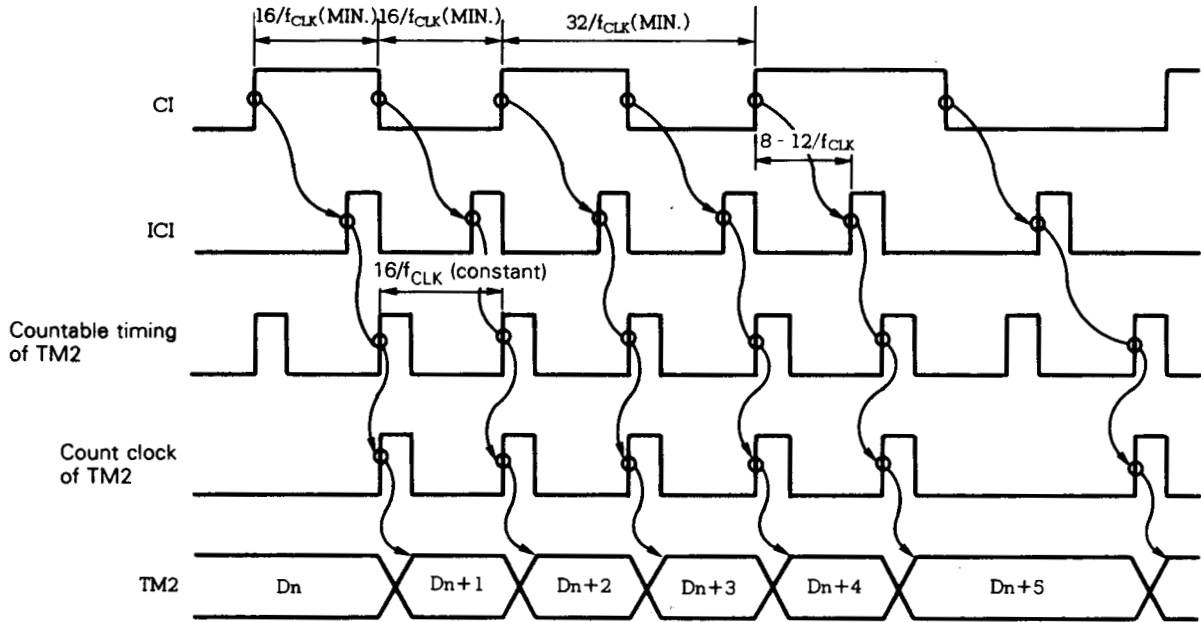 16/fCLK(MIN.) 16/fCLK(MIN.) 32/fCLK(MIN.)
CI
8 - 12/fCLK
ICI
16/fCLK (constant)
Countable timing
of TM2
Count clock
of TM2
TM2 Dn Dn+1 Dn+2 Dn+3 Dn+4 Dn+5